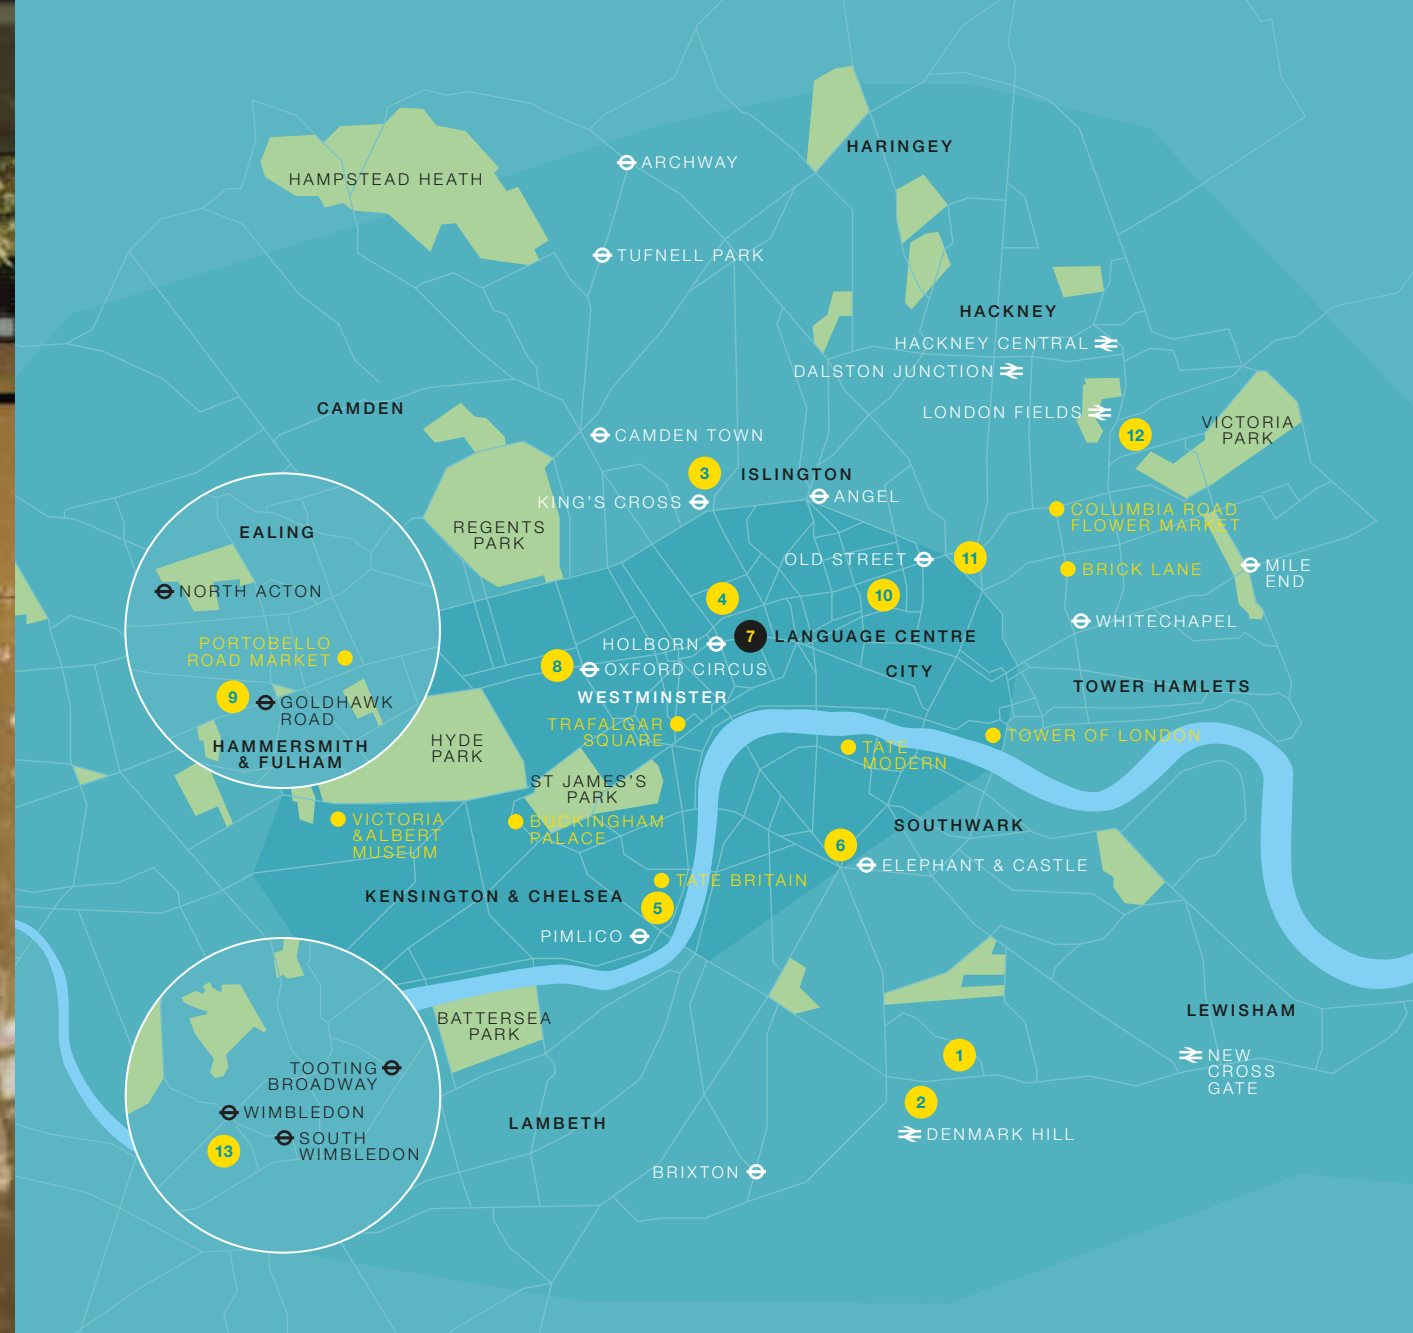 HARINGEY
ARCHWAY
HAMPSTEAD HEATH
TUFNELL PARK
HACKNEY
HACKNEY CENTRAL
DALSTON JUNCTION
CAMDEN
LONDON FIELDS
VICTORIA
PARK
12
CAMDEN TOWN
3
ISLINGTON
KING'S CROSS
ANGEL
COLUMBIA ROAD
FLOWER MARKET
REGENTS
PARK
EALING
OLD STREET
11
BRICK LANE
MILE
END
NORTH ACTON
4
10
WHITECHAPEL
PORTOBELLO
ROAD MARKET
HOLBORN
7
LANGUAGE CENTRE
8
OXFORD CIRCUS
CITY
TOWER HAMLETS
9
GOLDHAWK
ROAD
WESTMINSTER
TRAFALGAR
SQUARE
HAMMERSMITH
& FULHAM
HYDE
PARK
TATE
MODERN
TOWER OF LONDON
ST JAMES'S
PARK
VICTORIA
&ALBERT
MUSEUM
BUCKINGHAM
PALACE
SOUTHWARK
6
ELEPHANT & CASTLE
TATE BRITAIN
KENSINGTON & CHELSEA
5
PIMLICO
BATTERSEA
PARK
LEWISHAM
1
NEW
CROSS
GATE
TOOTING
BROADWAY
2
WIMBLEDON
LAMBETH
DENMARK HILL
13
SOUTH
WIMBLEDON
BRIXTON